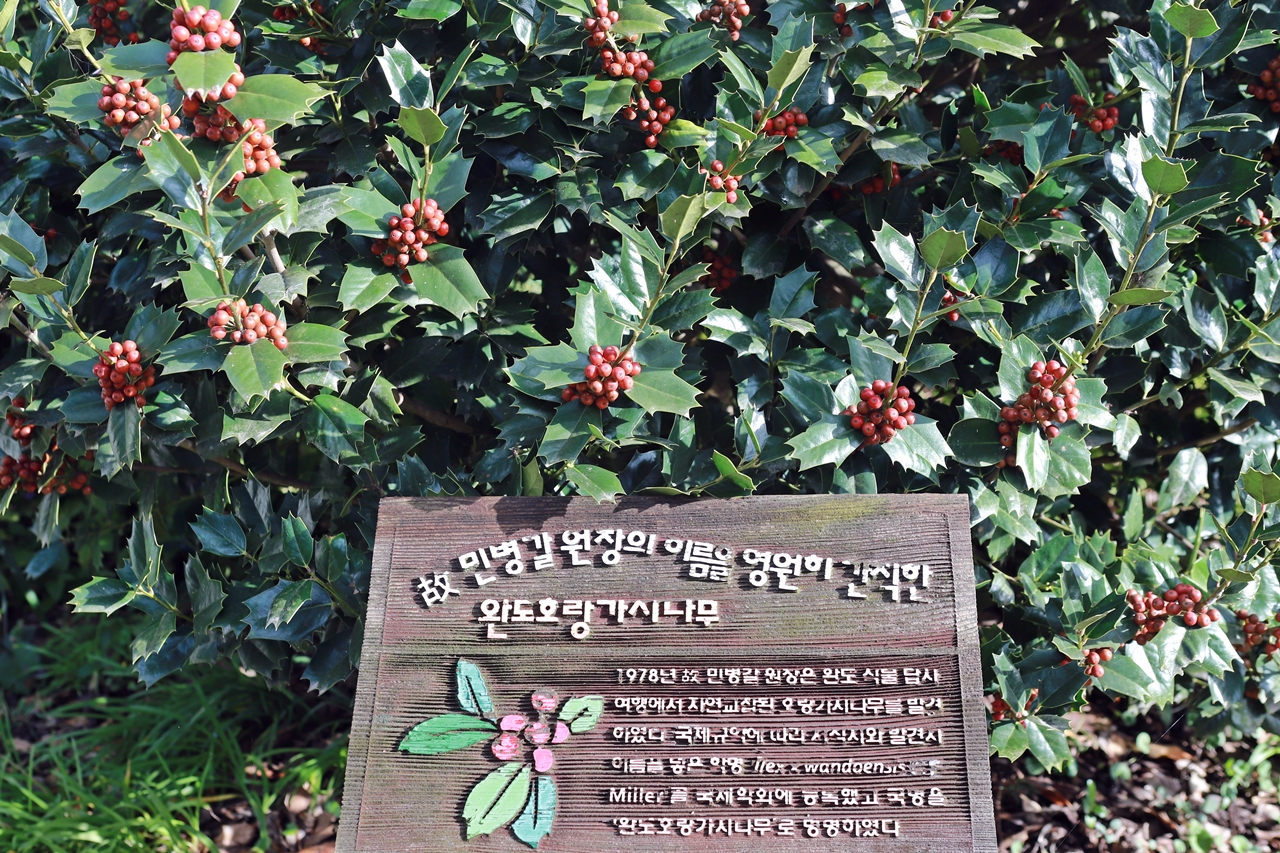 故 민병갈 원장의 이름을 영원히 간직한
완도호랑가시나무
1978년 故 민병갈 원장은 완도 식물 답사
여행에서 자연교잡된 호랑가시나무를 발견
하였다. 국제규약에 따라 서식지와 발견자
이름을 넣은 학명 'Ilex × wandoensis
Miller'를 국제학회에 등록했고 국명을
'완도호랑가시나무'로 명명하였다